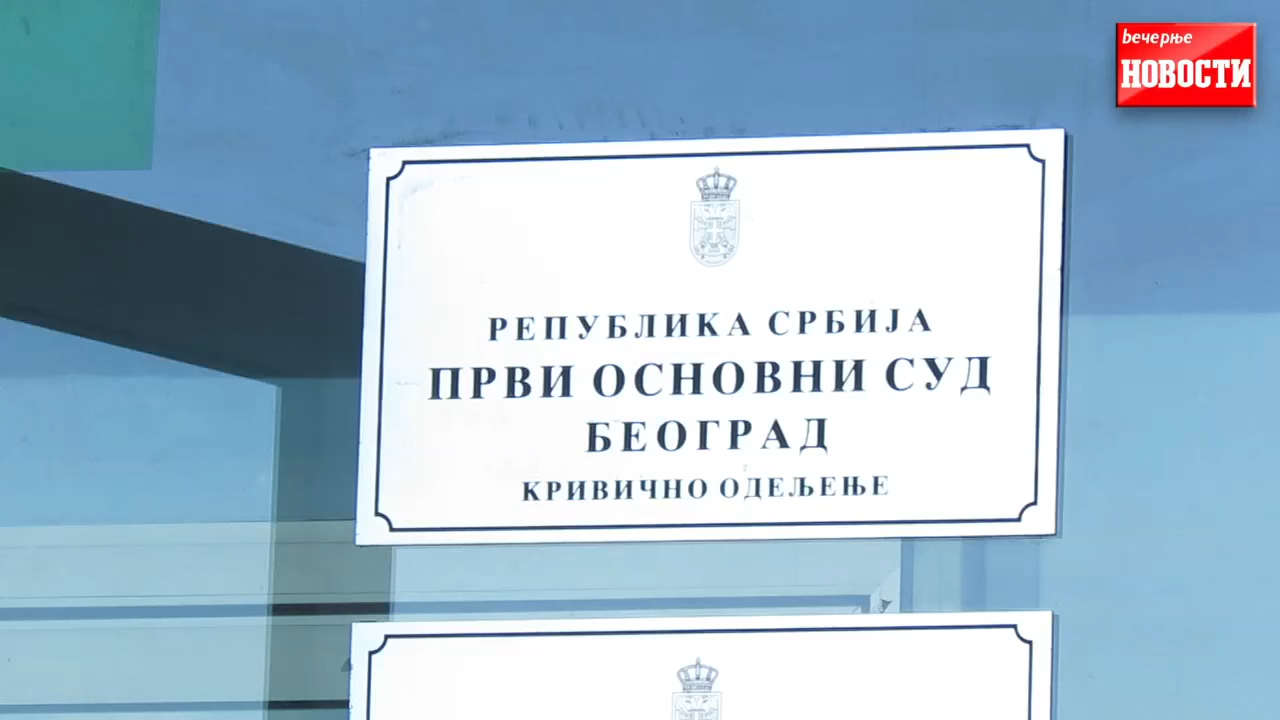 вечерње
НОВОСТИ
РЕПУБЛИКА СРБИЈА
ПРВИ ОСНОВНИ СУД
БЕОГРАД
КРИВИЧНО ОДЕЉЕЊЕ